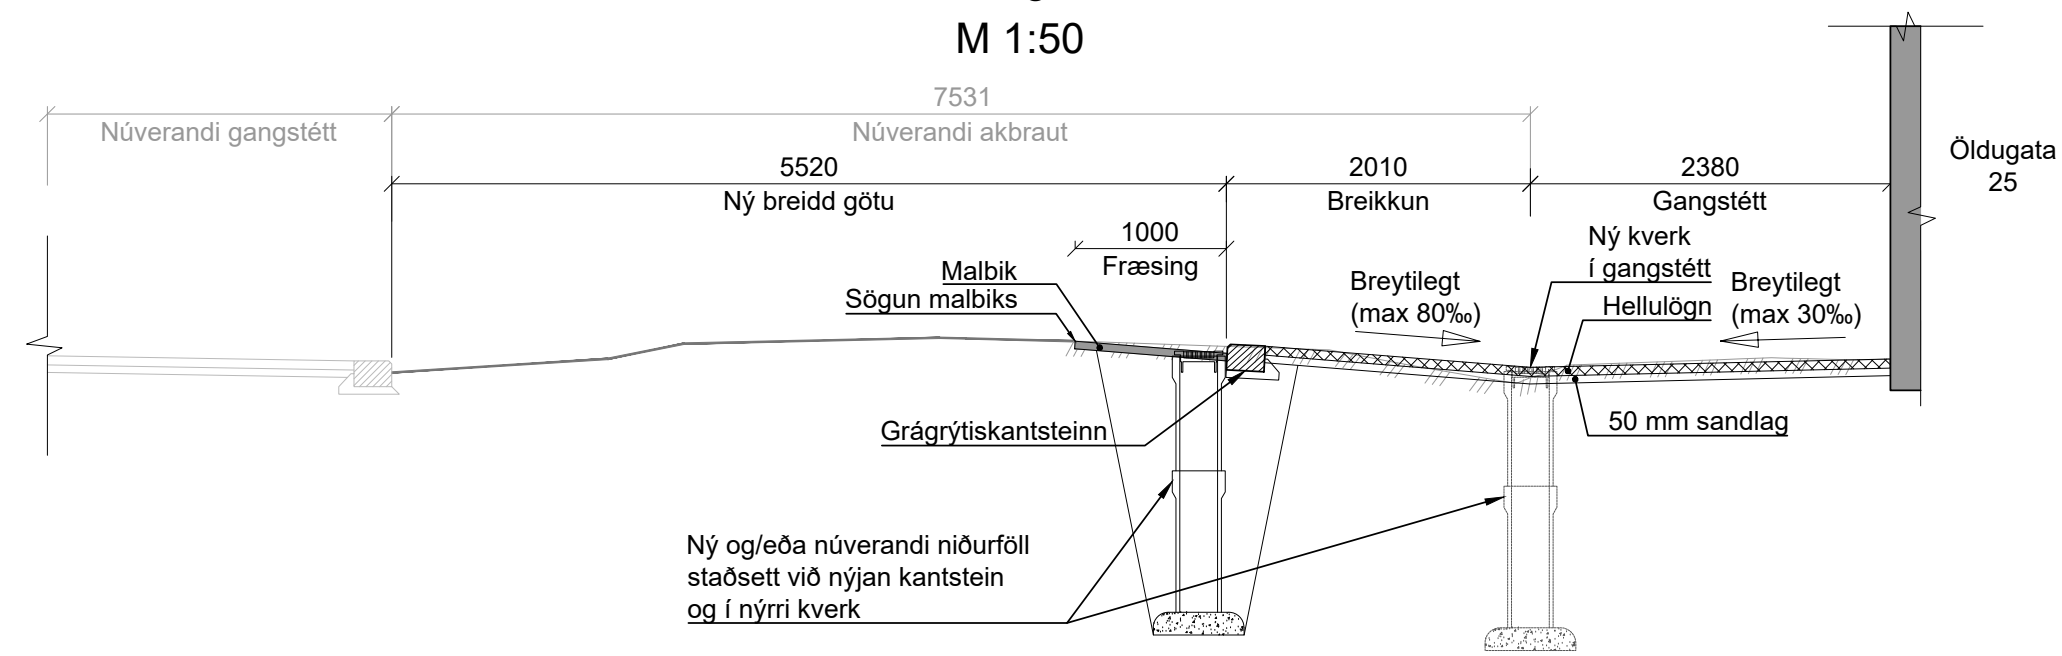 M 1:50
7531
Núverandi gangstétt
Núverandi akbraut
5520
2010
2380
Ný breidd götu
Breikkun
Gangstétt
Öldugata
25
1000
Fræsing
Malbik
Sögun malbiks
Ný kverk
í gangstétt
Breytilegt
(max 80‰)
Hellulögn
Breytilegt
(max 30‰)
Grágrýtiskantsteinn
50 mm sandlag
Ný og/eða núverandi niðurföll
staðsett við nýjan kantstein
og í nýrri kverk